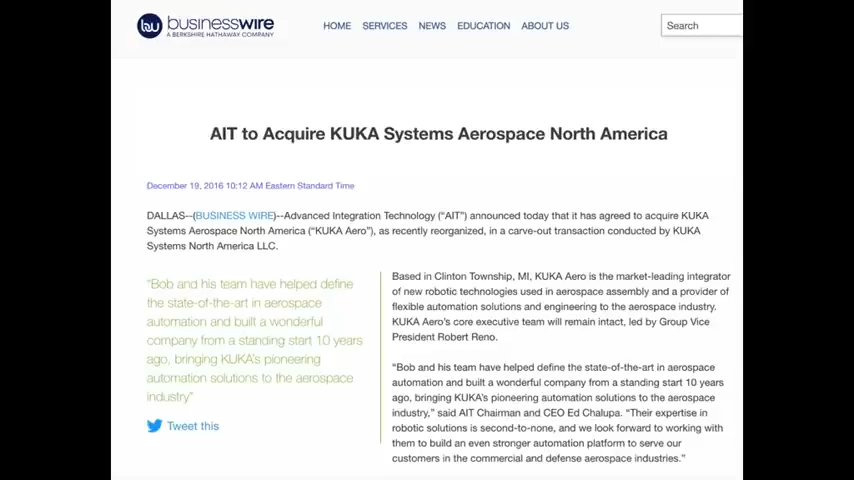 businesswire
A BERKSHIRE HATHAWAY COMPANY
HOME SERVICES NEWS EDUCATION ABOUT US
Search
AIT to Acquire KUKA Systems Aerospace North America
December 19, 2016 10:12 AM Eastern Standard Time
DALLAS--(BUSINESS WIRE)--Advanced Integration Technology (“AIT”) announced today that it has agreed to acquire KUKA
Systems Aerospace North America (“KUKA Aero”), as recently reorganized, in a carve-out transaction conducted by KUKA
Systems North America LLC.
“Bob and his team have helped define
the state-of-the-art in aerospace
automation and built a wonderful
company from a standing start 10 years
ago, bringing KUKA’s pioneering
automation solutions to the aerospace
industry”
Tweet this
Based in Clinton Township, MI, KUKA Aero is the market-leading integrator
of new robotic technologies used in aerospace assembly and a provider of
flexible automation solutions and engineering to the aerospace industry.
KUKA Aero’s core executive team will remain intact, led by Group Vice
President Robert Reno.
“Bob and his team have helped define the state-of-the-art in aerospace
automation and built a wonderful company from a standing start 10 years
ago, bringing KUKA’s pioneering automation solutions to the aerospace
industry,” said AIT Chairman and CEO Ed Chalupa. “Their expertise in
robotic solutions is second-to-none, and we look forward to working with
them to build an even stronger automation platform to serve our
customers in the commercial and defense aerospace industries.”